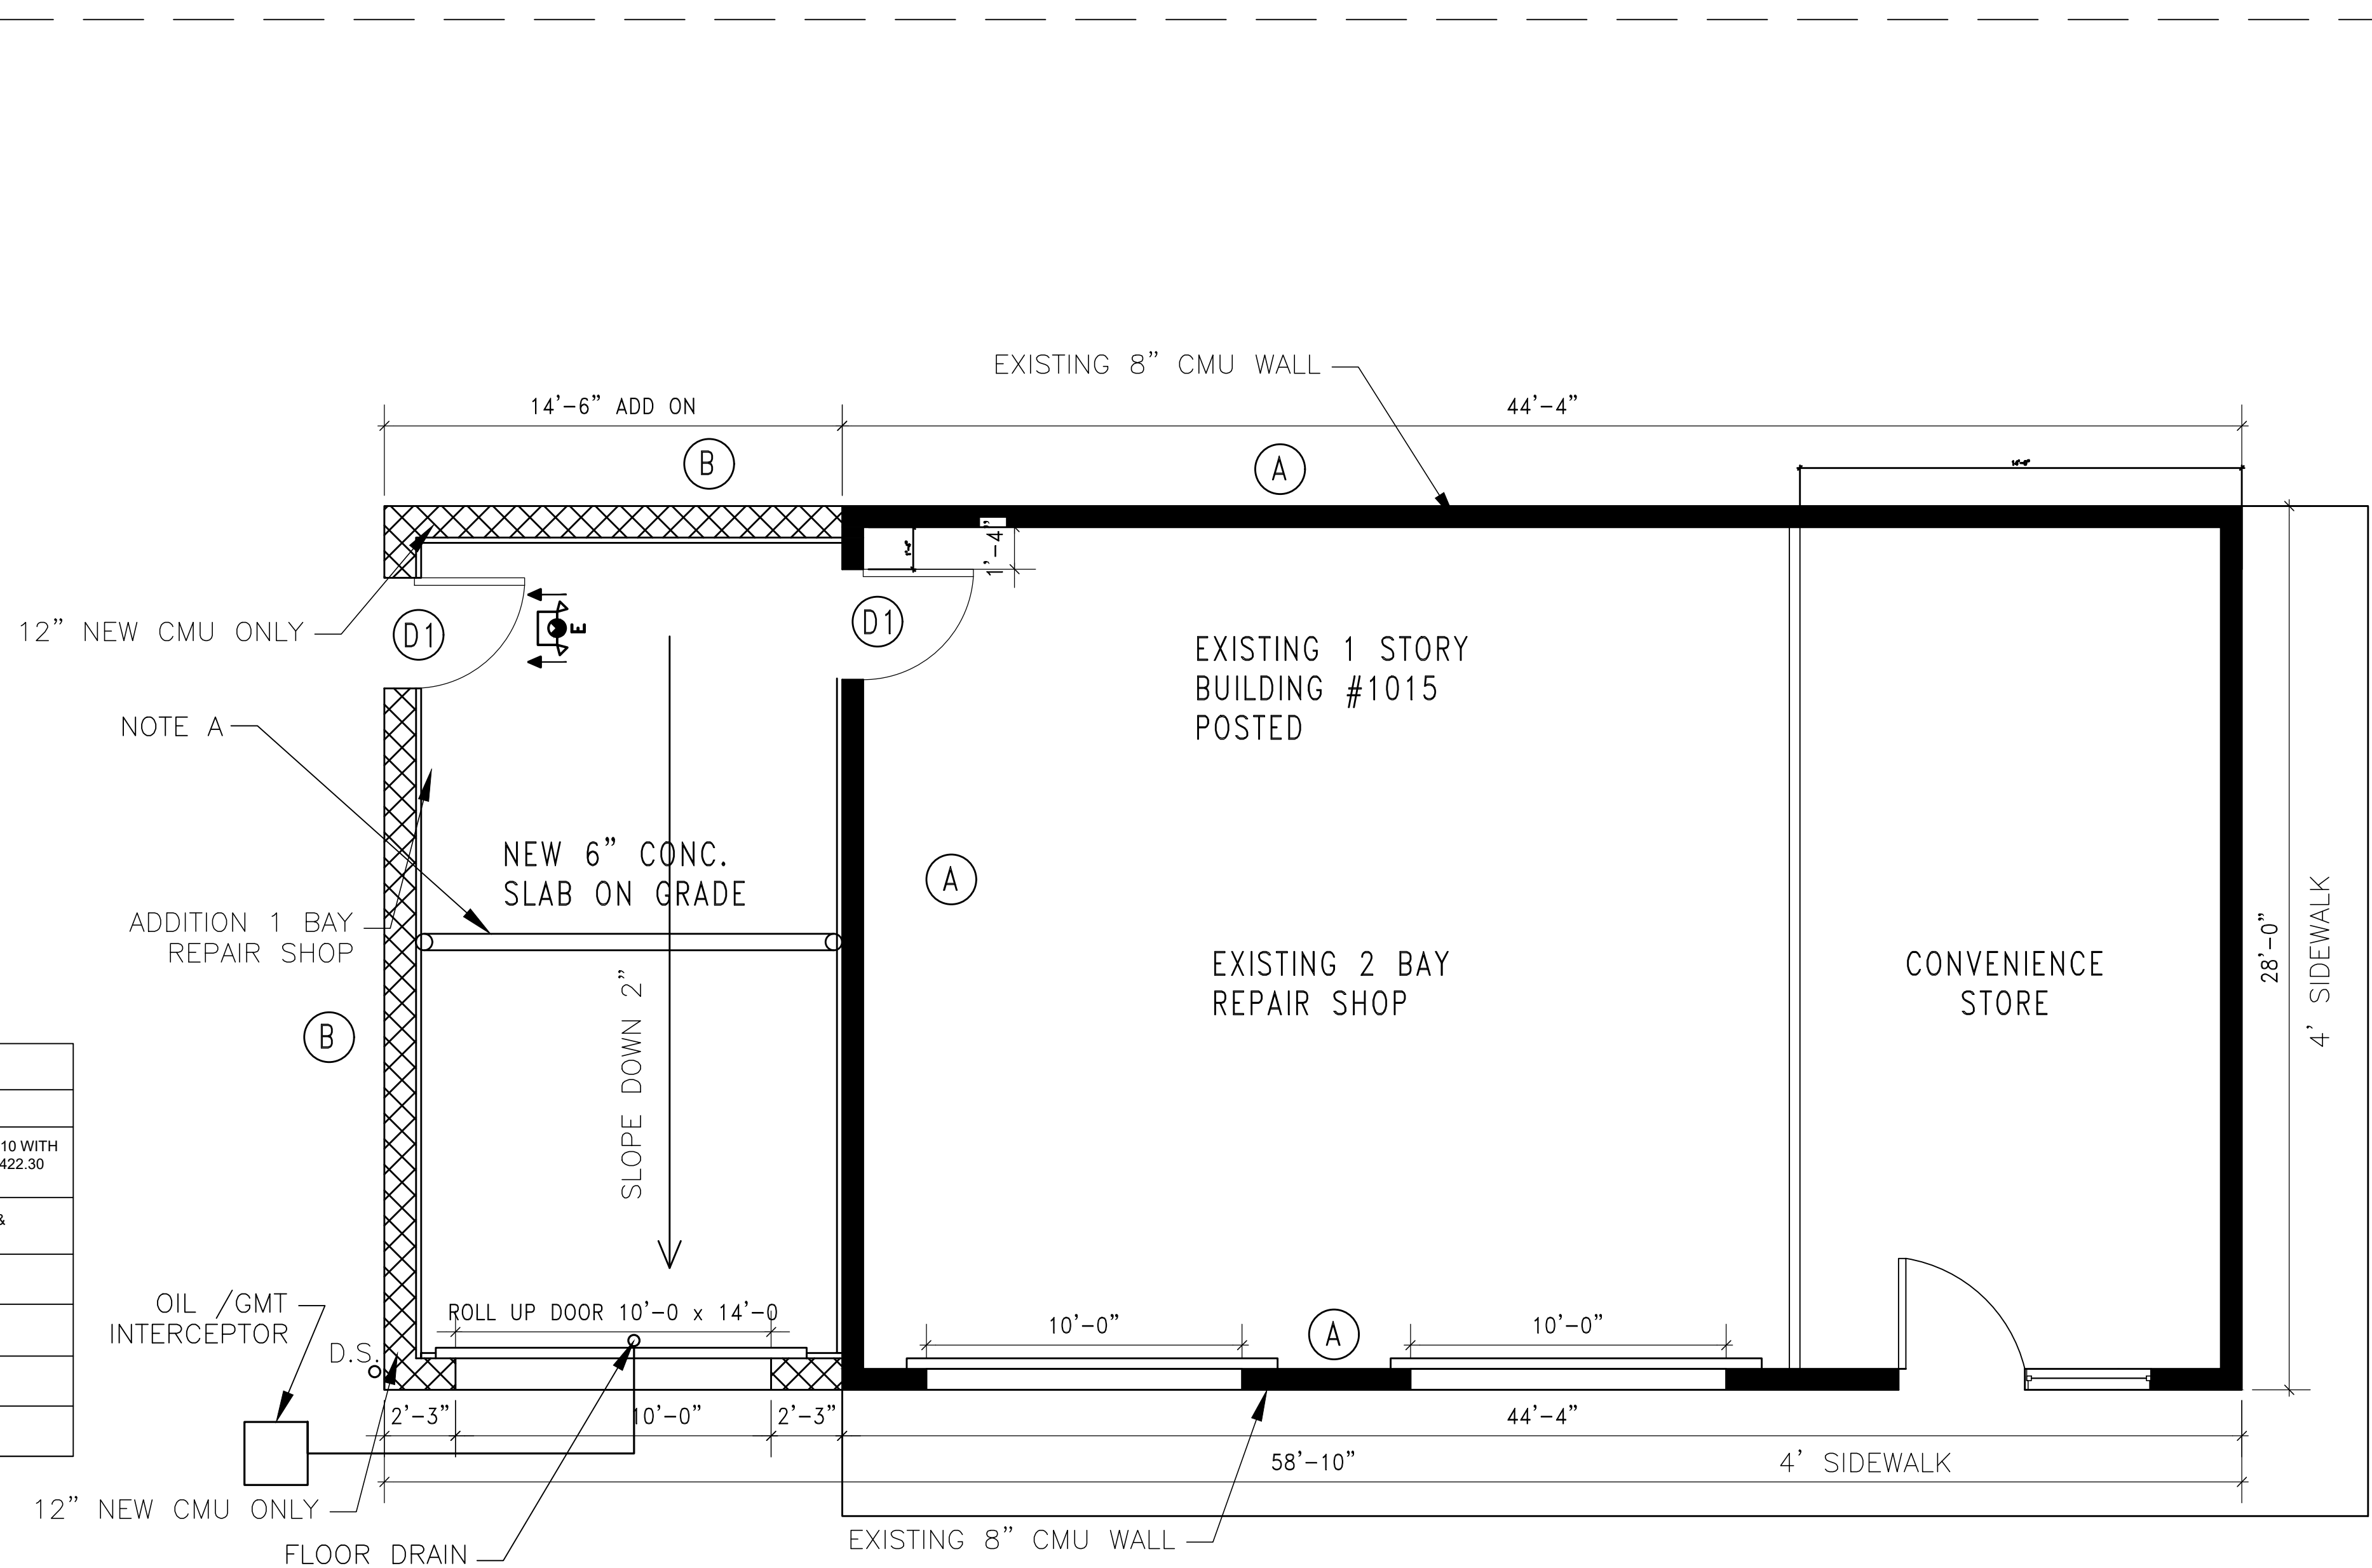 EXISTING 8” CMU WALL
14’-6” ADD ON
44’-4”
B
A
1’-4”
12” NEW CMU ONLY
D1
E
D1
EXISTING 1 STORY
BUILDING #1015
POSTED
NOTE A
NEW 6” CONC.
SLAB ON GRADE
A
ADDITION 1 BAY
REPAIR SHOP
EXISTING 2 BAY
REPAIR SHOP
CONVENIENCE
STORE
28’-0”
4’ SIDEWALK
B
SLOPE DOWN 2”
10 WITH
422.30
&
OIL /GMT
INTERCEPTOR
D.S.
ROLL UP DOOR 10’-0 x 14’-0
10’-0”
A
10’-0”
2’-3”
10’-0”
2’-3”
44’-4”
58’-10”
4’ SIDEWALK
12” NEW CMU ONLY
EXISTING 8” CMU WALL
FLOOR DRAIN